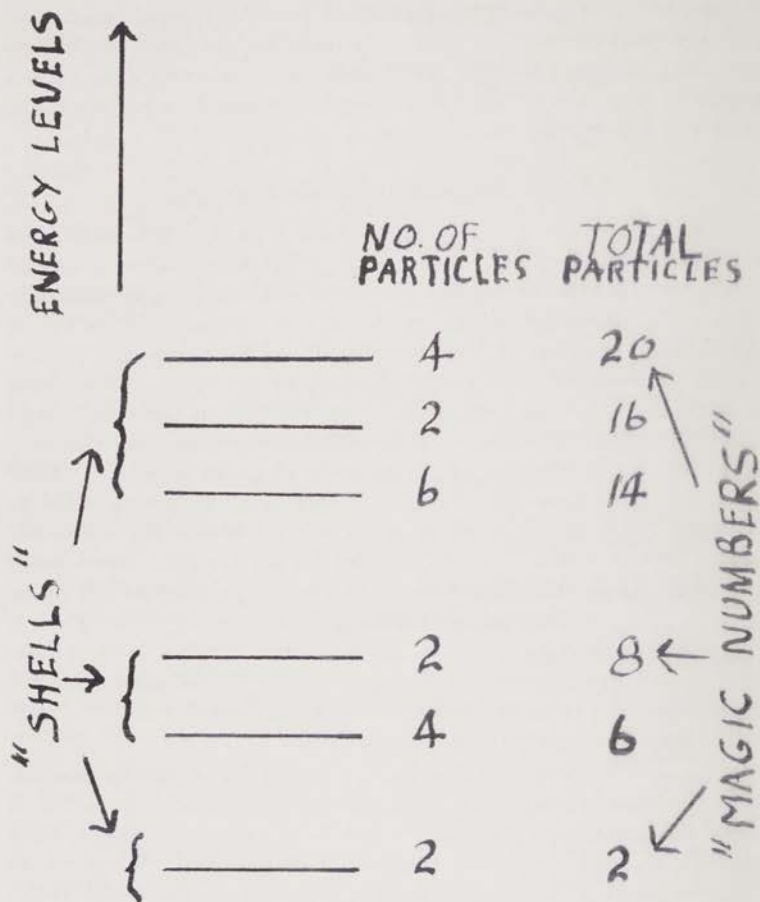 ENERGY LEVELS
NO. OF PARTICLES
TOTAL PARTICLES
4 20
2 16
6 14
2 8
4 6
2 2
"SHELLS"
"MAGIC NUMBERS"